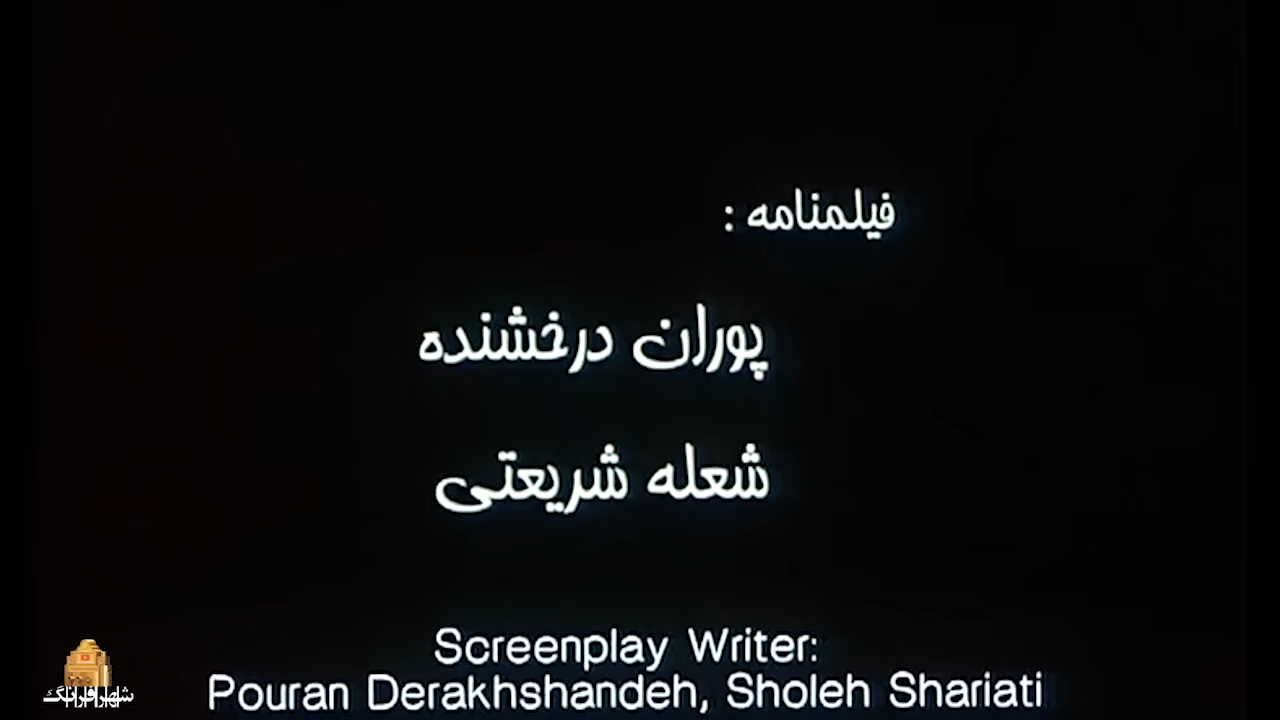 فیلمنامه :
پوران درخشنده
شعله شریعتی
Screenplay Writer:
Pouran Derakhshandeh, Sholeh Shariati